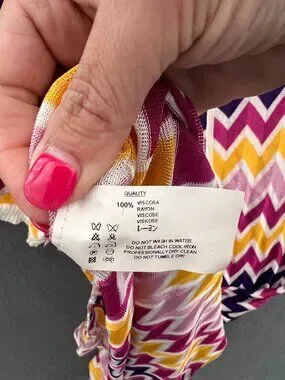 QUALITY
100% VISCOSA
RAYON
VISCOSE
VISKOSE
レーヨン
DO NOT WASH IN WATER
DO NOT BLEACH COOL IRON
PROFESSIONALLY DRY CLEAN
DO NOT TUMBLE DRY